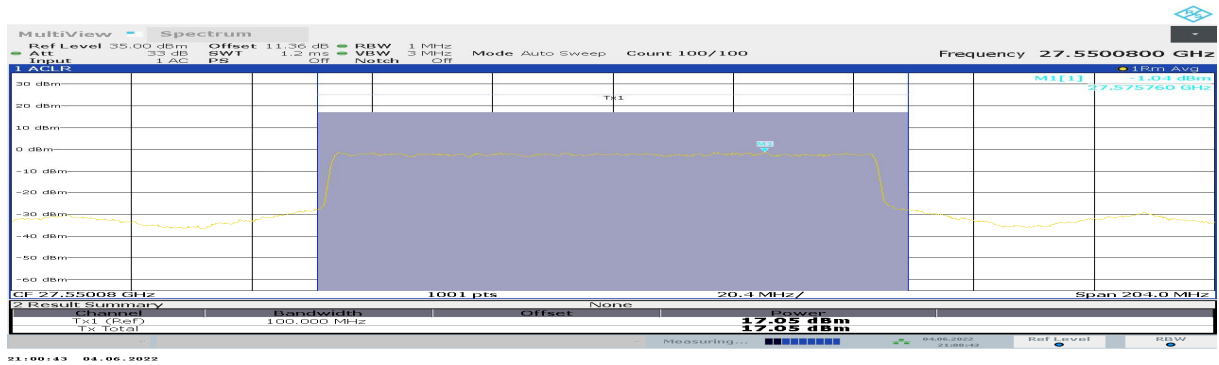 MultiView Spectrum
Ref Level 35.00 dBm Offset 11.36 dB RBW 1 MHz
Att 33 dB SWT 1.2 ms VBW 3 MHz Mode Auto Sweep Count 100/100 Frequency 27.5500800 GHz
Input 1 AC PS Off Notch Off
1 ACLR 1Rm Avg
M1[1] -1.04 dBm
27.575760 GHz
30 dBm
Tx1
20 dBm
10 dBm
M1
0 dBm
-10 dBm
-20 dBm
-30 dBm
-40 dBm
-50 dBm
-60 dBm
CF 27.55008 GHz 1001 pts 20.4 MHz/ Span 204.0 MHz
2 Result Summary None
Channel Bandwidth Offset Power
Tx1 (Ref) 100.000 MHz 17.05 dBm
Tx Total 17.05 dBm
Measuring... 04.06.2022 Ref Level RBW
21:00:43
21:00:43 04.06.2022